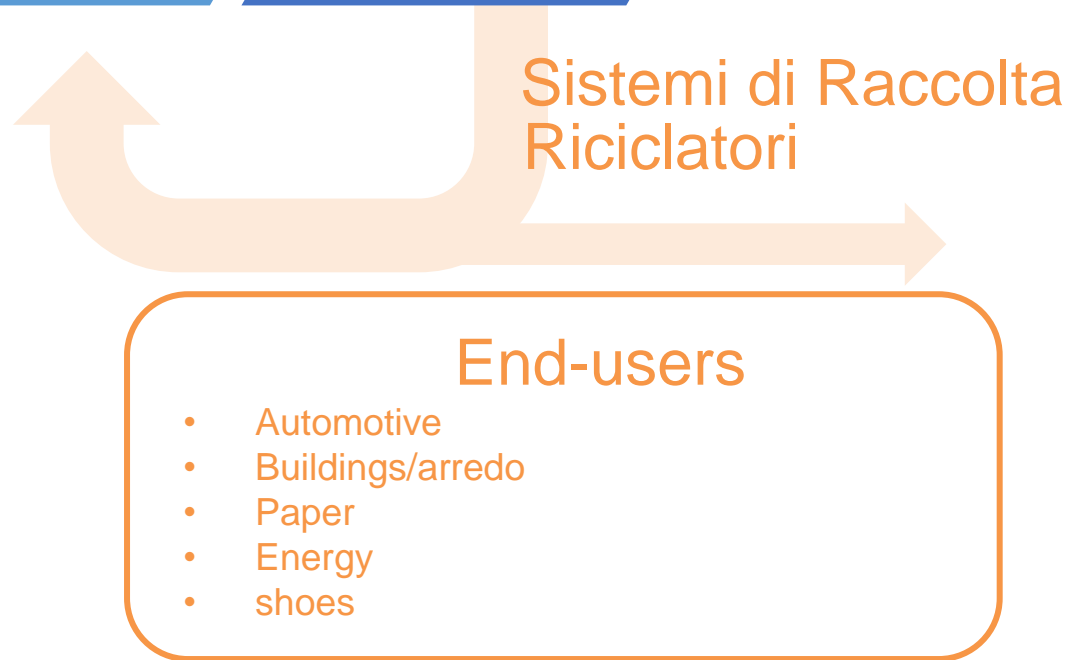 Sistemi di Raccolta
Riciclatori
End-users
• Automotive
• Buildings/arredo
• Paper
• Energy
• shoes